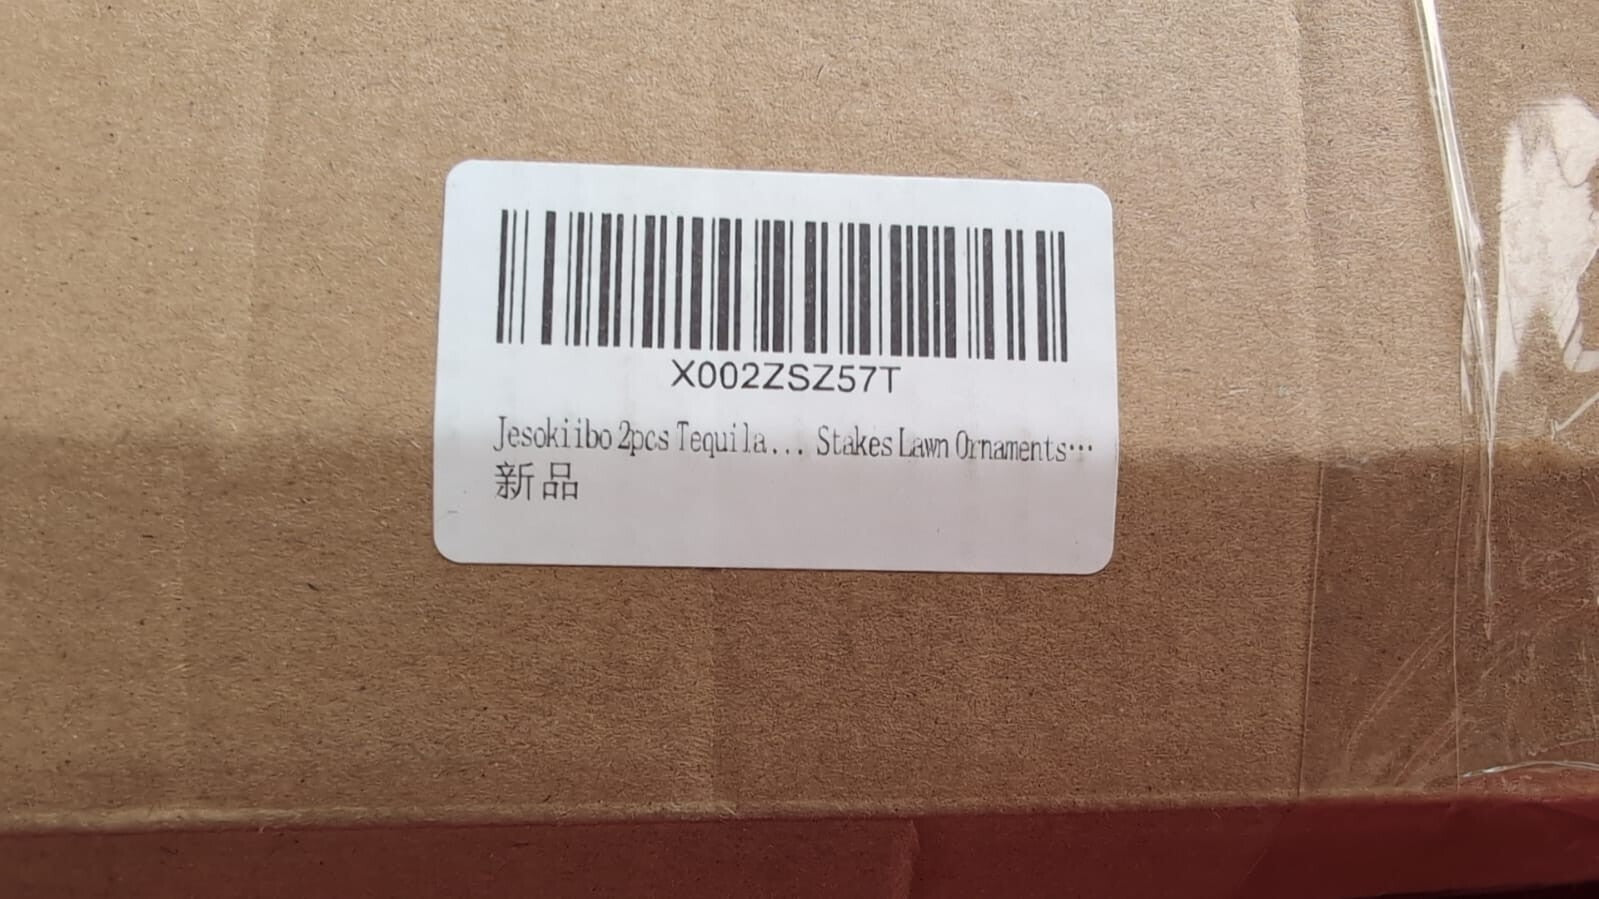 X002ZSZ57T
Jesokiibo 2pcs Tequila... Stakes Lawn Ornaments…
新品